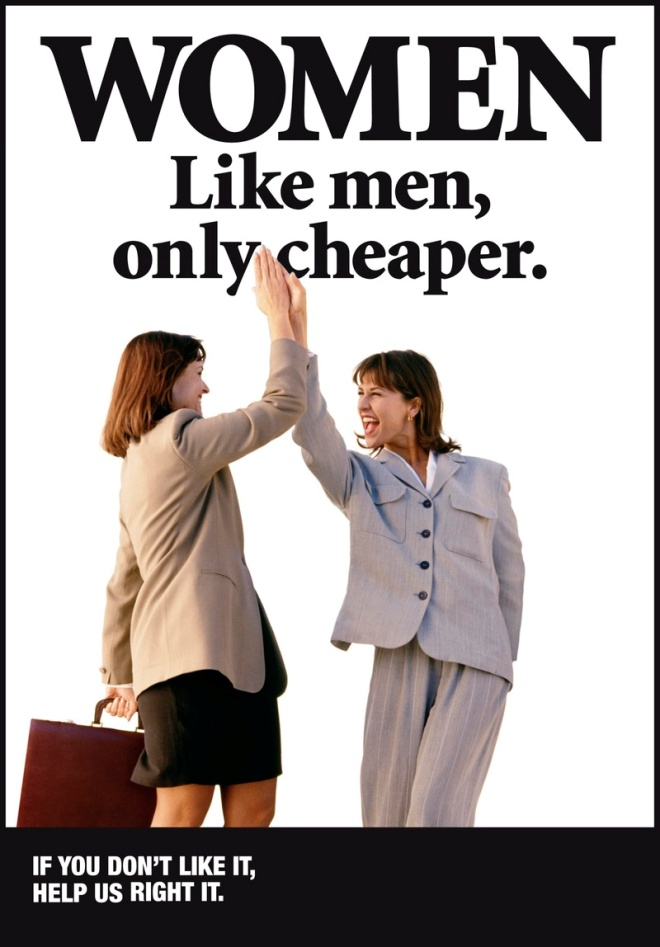 WOMEN
Like men,
only cheaper.
IF YOU DON'T LIKE IT,
HELP US RIGHT IT.